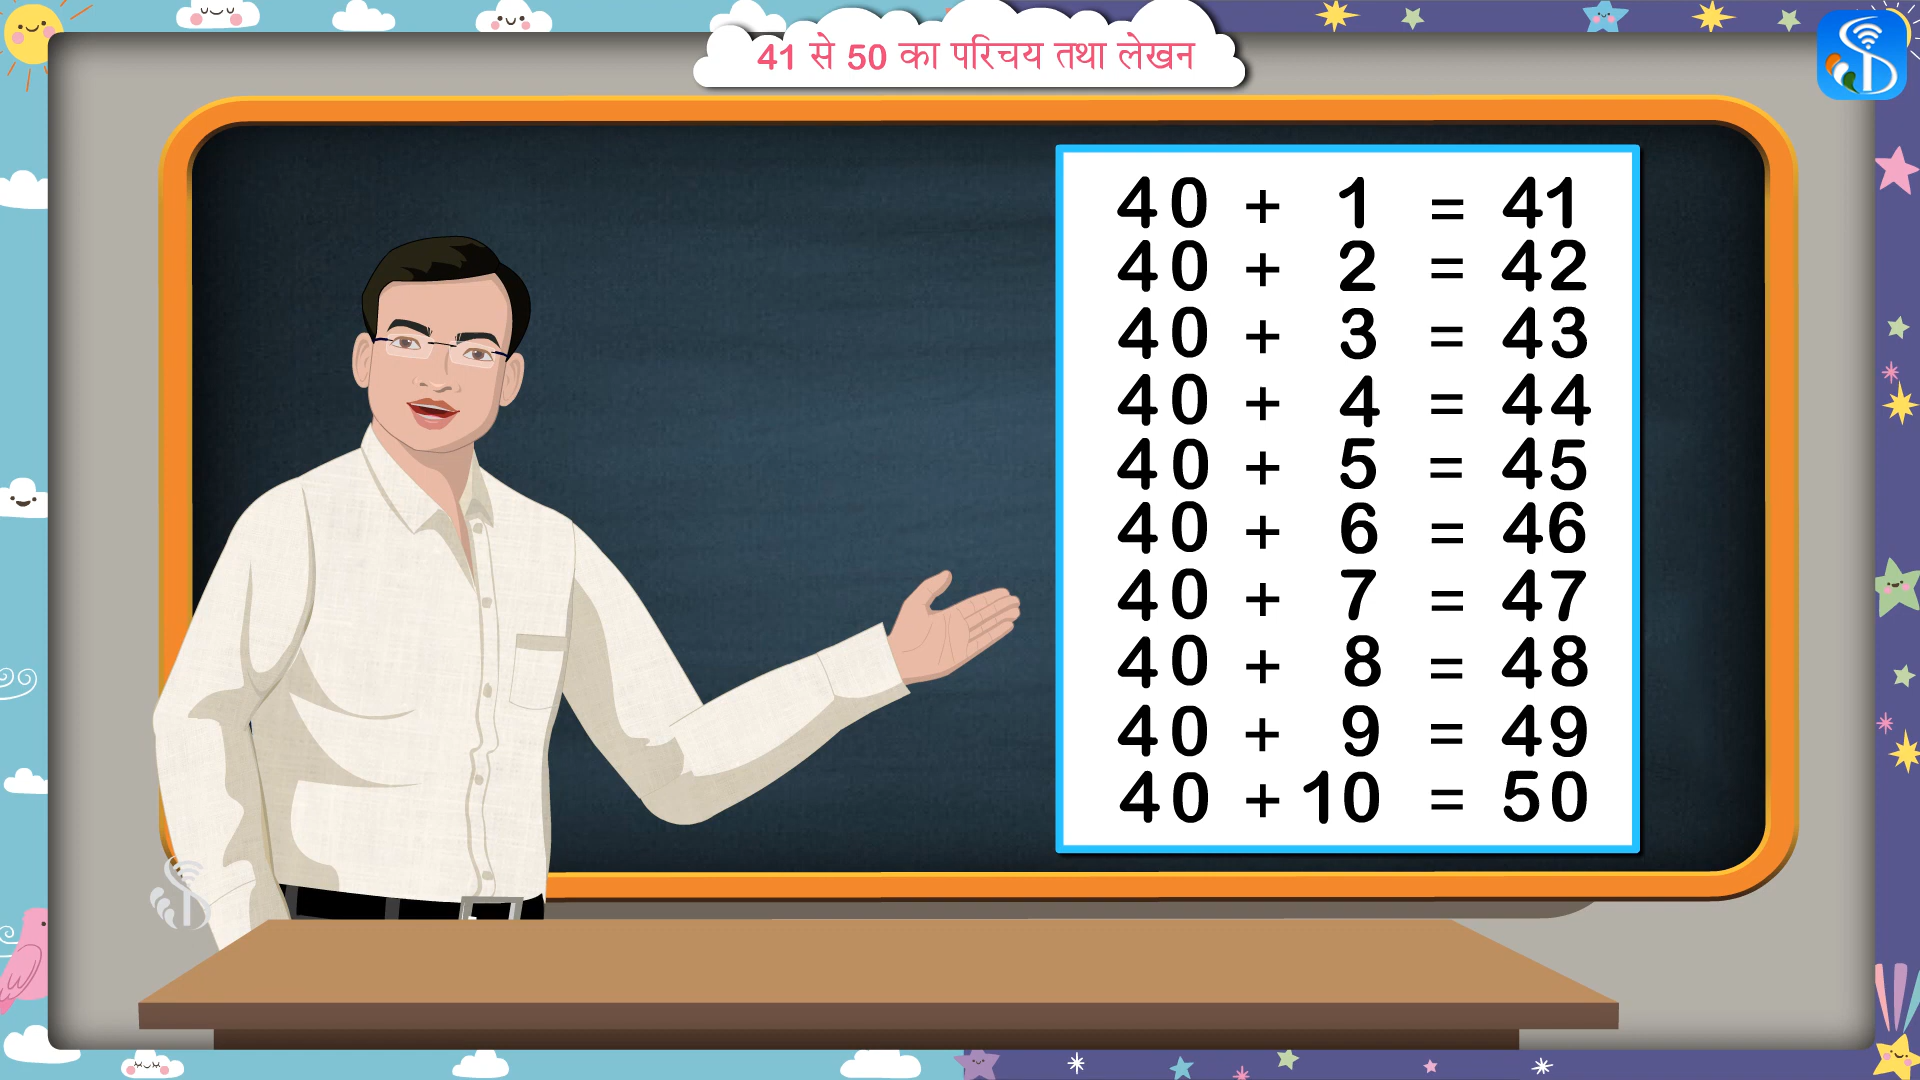 41 से 50 का परिचय तथा लेखन
40 + 1 = 41
40 + 2 = 42
40 + 3 = 43
40 + 4 = 44
40 + 5 = 45
40 + 6 = 46
40 + 7 = 47
40 + 8 = 48
40 + 9 = 49
40 + 10 = 50